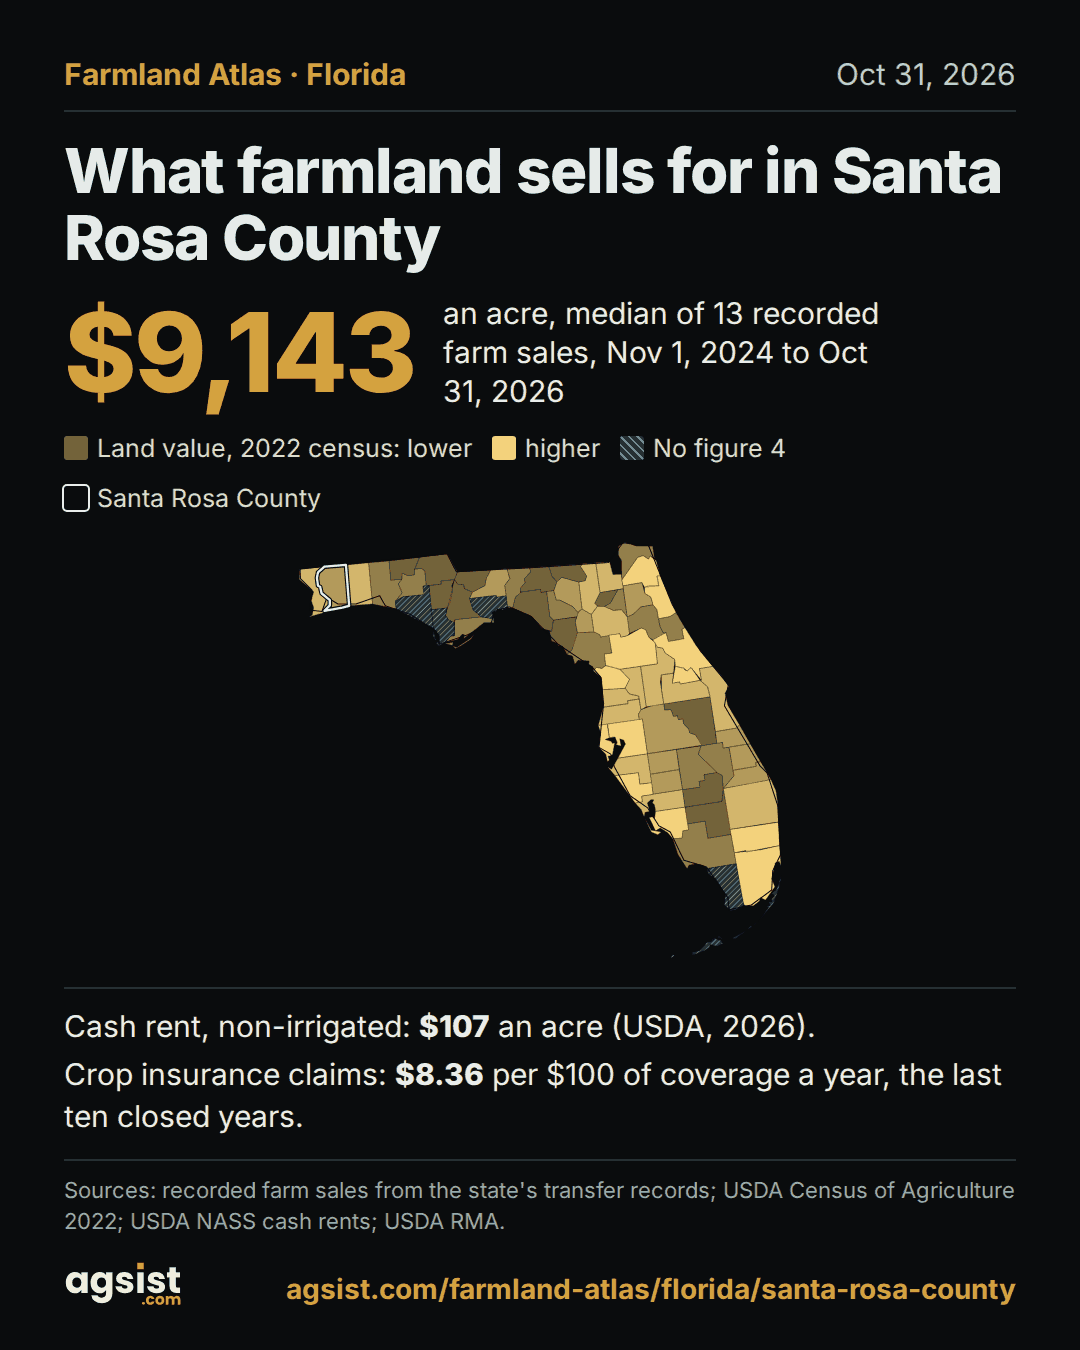 Farmland Atlas · Florida
Oct 31, 2026
What farmland sells for in Santa
Rosa County
$9,143
an acre, median of 13 recorded
farm sales, Nov 1, 2024 to Oct
31, 2026
Land value, 2022 census: lower
higher
No figure 4
Santa Rosa County
Cash rent, non-irrigated: $107 an acre (USDA, 2026).
Crop insurance claims: $8.36 per $100 of coverage a year, the last
ten closed years.
Sources: recorded farm sales from the state's transfer records; USDA Census of Agriculture
2022; USDA NASS cash rents; USDA RMA.
agsist
.com
agsist.com/farmland-atlas/florida/santa-rosa-county